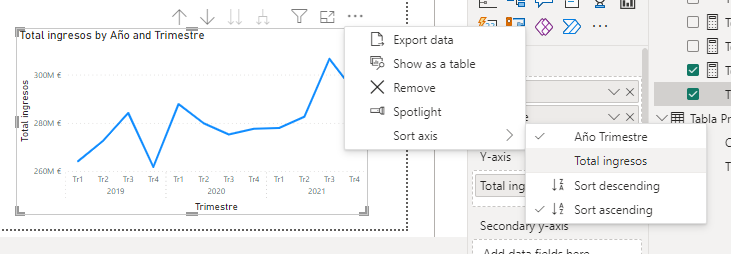 Total ingresos by Año and Trimestre
300M €
280M €
260M €
Total ingresos
Tr1 Tr2 Tr3 Tr4 Tr1 Tr2 Tr3 Tr4 Tr1 Tr2 Tr3 Tr4
2019 2020 2021
Trimestre
Export data
Show as a table
Remove
Spotlight
Sort axis
Año Trimestre
Total ingresos
Sort descending
Sort ascending
Y-axis
Total ing
Secondary y-axis
Add data fields here
Tabla Pr